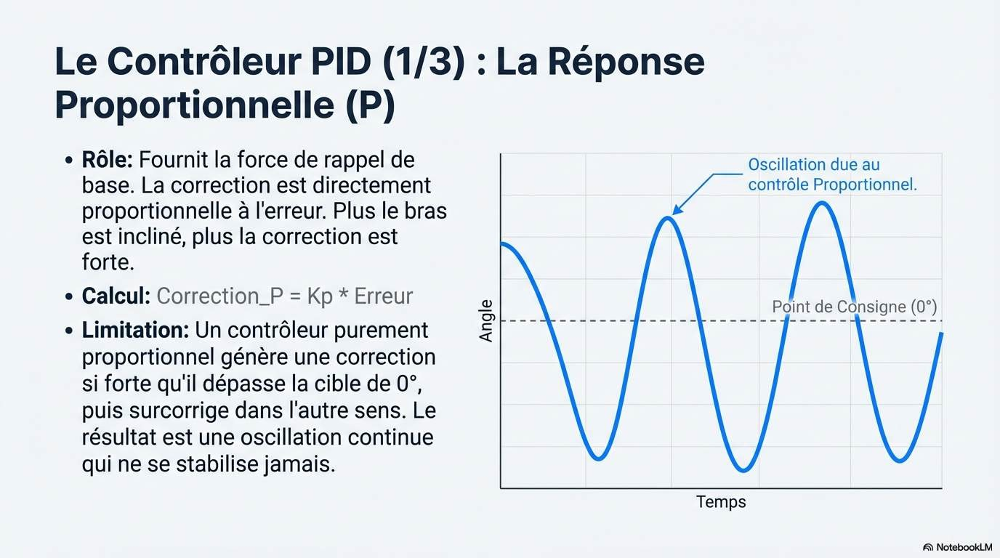 Le Contrôleur PID (1/3) : La Réponse
Proportionnelle (P)
• Rôle: Fournit la force de rappel de
base. La correction est directement
proportionnelle à l'erreur. Plus le bras
est incliné, plus la correction est
forte.
• Calcul: Correction_P = Kp * Erreur
• Limitation: Un contrôleur purement
proportionnel génère une correction
si forte qu'il dépasse la cible de 0°,
puis surcorrige dans l'autre sens. Le
résultat est une oscillation continue
qui ne se stabilise jamais.
Oscillation due au
contrôle Proportionnel.
Point de Consigne (0°)
Angle
Temps
NotebookLM